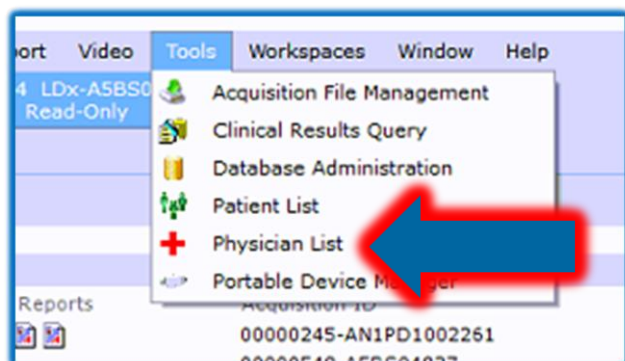 ort Video Tools Workspaces Window Help
4 LDx-A5BS0
Read-Only
Acquisition File Management
Clinical Results Query
Database Administration
Patient List
Physician List
Portable Device M ger
Reports Acquisition ID
00000245-AN1PD1002261